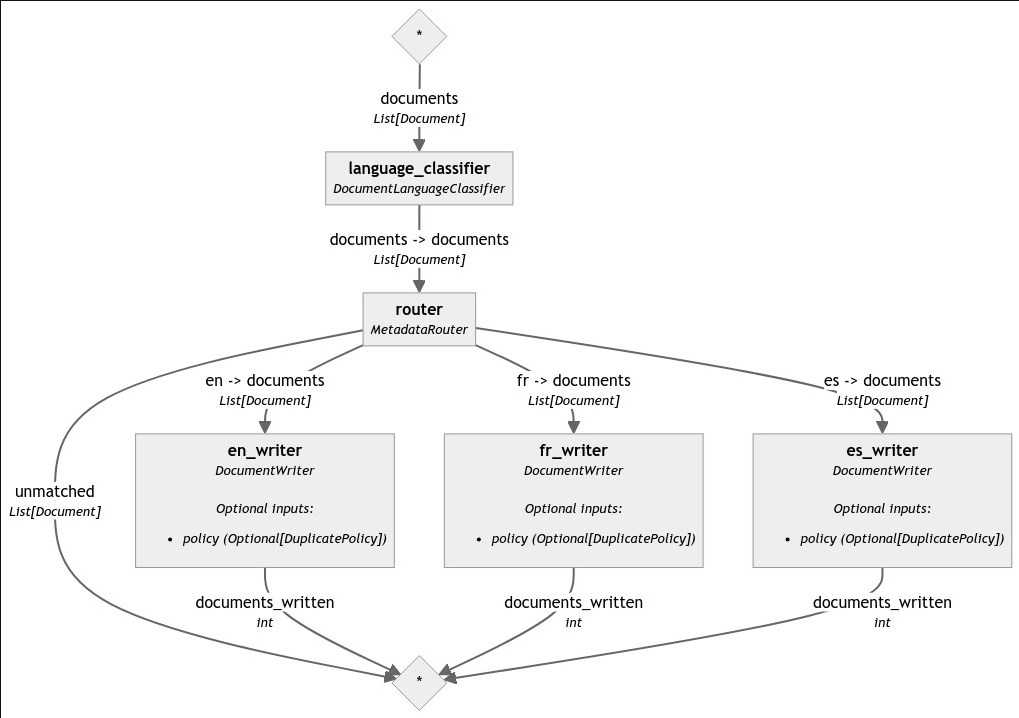 *
documents
List[Document]
language_classifier
DocumentLanguageClassifier
documents -> documents
List[Document]
router
MetadataRouter
en -> documents
List[Document]
fr -> documents
List[Document]
es -> documents
List[Document]
unmatched
List[Document]
en_writer
DocumentWriter
Optional inputs:
• policy (Optional[DuplicatePolicy])
fr_writer
DocumentWriter
Optional inputs:
• policy (Optional[DuplicatePolicy])
es_writer
DocumentWriter
Optional inputs:
• policy (Optional[DuplicatePolicy])
documents_written
int
documents_written
int
documents_written
int
*